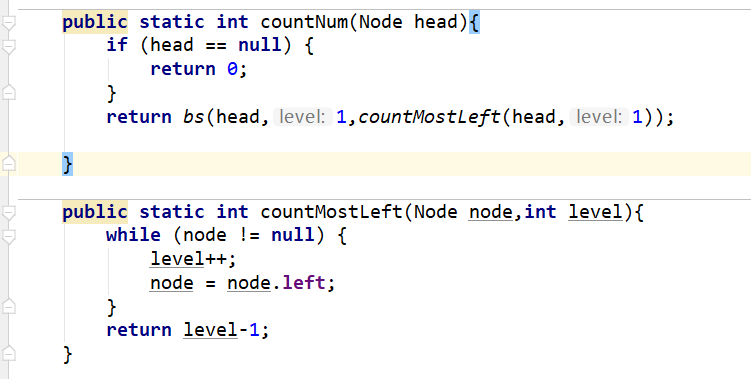 public static int countNum(Node head){
if (head == null) {
return 0;
}
return bs(head, level: 1,countMostLeft(head, level: 1));
}
public static int countMostLeft(Node node,int level){
while (node != null) {
level++;
node = node.left;
}
return level-1;
}